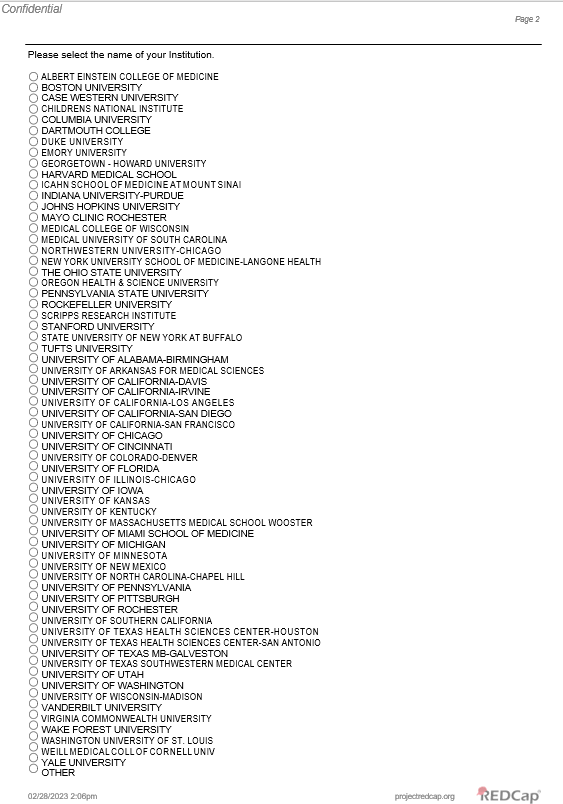 Confidential
Page 2
Please select the name of your Institution.
ALBERT EINSTEIN COLLEGE OF MEDICINE
BOSTON UNIVERSITY
CASE WESTERN UNIVERSITY
CHILDRENS NATIONAL INSTITUTE
COLUMBIA UNIVERSITY
DARTMOUTH COLLEGE
DUKE UNIVERSITY
EMORY UNIVERSITY
GEORGETOWN - HOWARD UNIVERSITY
HARVARD MEDICAL SCHOOL
ICAHN SCHOOL OF MEDICINE AT MOUNT SINAI
INDIANA UNIVERSITY-PURDUE
JOHNS HOPKINS UNIVERSITY
MAYO CLINIC ROCHESTER
MEDICAL COLLEGE OF WISCONSIN
MEDICAL UNIVERSITY OF SOUTH CAROLINA
NORTHWESTERN UNIVERSITY-CHICAGO
NEW YORK UNIVERSITY SCHOOL OF MEDICINE-LANGONE HEALTH
THE OHIO STATE UNIVERSITY
OREGON HEALTH & SCIENCE UNIVERSITY
PENNSYLVANIA STATE UNIVERSITY
ROCKEFELLER UNIVERSITY
SCRIPPS RESEARCH INSTITUTE
STANFORD UNIVERSITY
STATE UNIVERSITY OF NEW YORK AT BUFFALO
TUFTS UNIVERSITY
UNIVERSITY OF ALABAMA-BIRMINGHAM
UNIVERSITY OF ARKANSAS FOR MEDICAL SCIENCES
UNIVERSITY OF CALIFORNIA-DAVIS
UNIVERSITY OF CALIFORNIA-IRVINE
UNIVERSITY OF CALIFORNIA-LOS ANGELES
UNIVERSITY OF CALIFORNIA-SAN DIEGO
UNIVERSITY OF CALIFORNIA-SAN FRANCISCO
UNIVERSITY OF CHICAGO
UNIVERSITY OF CINCINNATI
UNIVERSITY OF COLORADO-DENVER
UNIVERSITY OF FLORIDA
UNIVERSITY OF ILLINOIS-CHICAGO
UNIVERSITY OF IOWA
UNIVERSITY OF KANSAS
UNIVERSITY OF KENTUCKY
UNIVERSITY OF MASSACHUSETTS MEDICAL SCHOOL WOOSTER
UNIVERSITY OF MIAMI SCHOOL OF MEDICINE
UNIVERSITY OF MICHIGAN
UNIVERSITY OF MINNESOTA
UNIVERSITY OF NEW MEXICO
UNIVERSITY OF NORTH CAROLINA-CHAPEL HILL
UNIVERSITY OF PENNSYLVANIA
UNIVERSITY OF PITTSBURGH
UNIVERSITY OF ROCHESTER
UNIVERSITY OF SOUTHERN CALIFORNIA
UNIVERSITY OF TEXAS HEALTH SCIENCES CENTER-HOUSTON
UNIVERSITY OF TEXAS HEALTH SCIENCES CENTER-SAN ANTONIO
UNIVERSITY OF TEXAS MB-GALVESTON
UNIVERSITY OF TEXAS SOUTHWESTERN MEDICAL CENTER
UNIVERSITY OF UTAH
UNIVERSITY OF WASHINGTON
UNIVERSITY OF WISCONSIN-MADISON
VANDERBILT UNIVERSITY
VIRGINIA COMMONWEALTH UNIVERSITY
WAKE FOREST UNIVERSITY
WASHINGTON UNIVERSITY OF ST. LOUIS
WEILL MEDICAL COLL OF CORNELL UNIV
YALE UNIVERSITY
OTHER
02/28/2023 2:06pm
projectredcap.org
REDCap